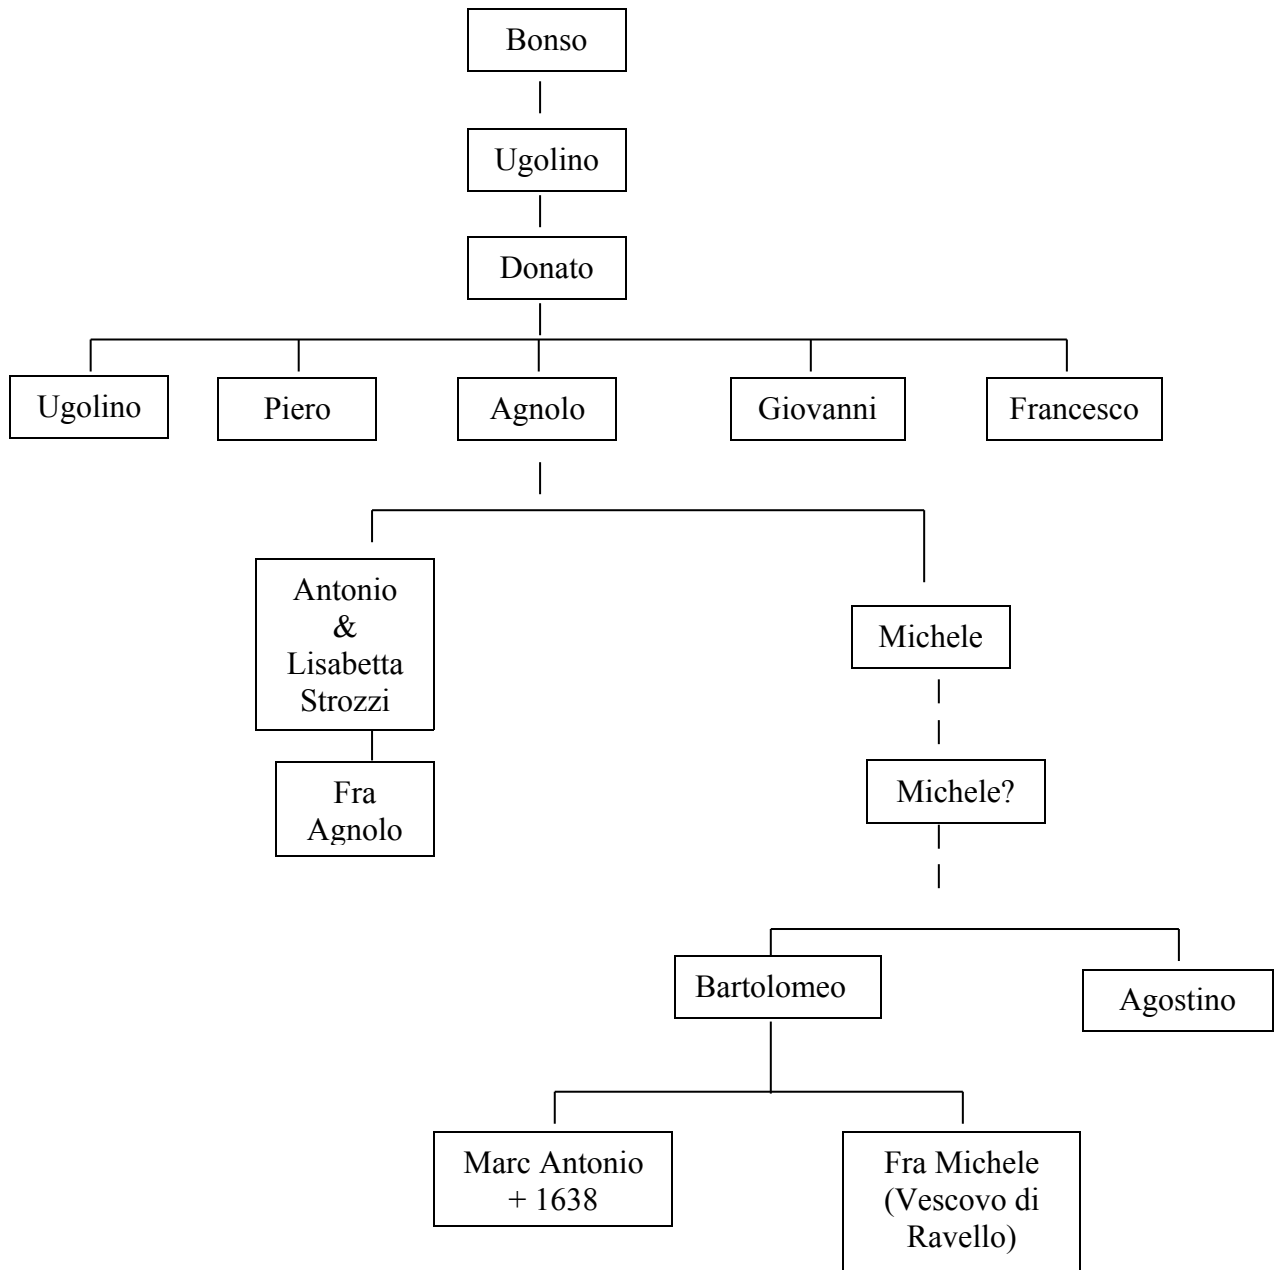 Bonso
Ugolino
Donato
Ugolino
Piero
Agnolo
Giovanni
Francesco
Antonio
&
Lisabetta
Strozzi
Michele
Fra
Agnolo
Michele?
Bartolomeo
Agostino
Marc Antonio
+ 1638
Fra Michele
(Vescovo di
Ravello)